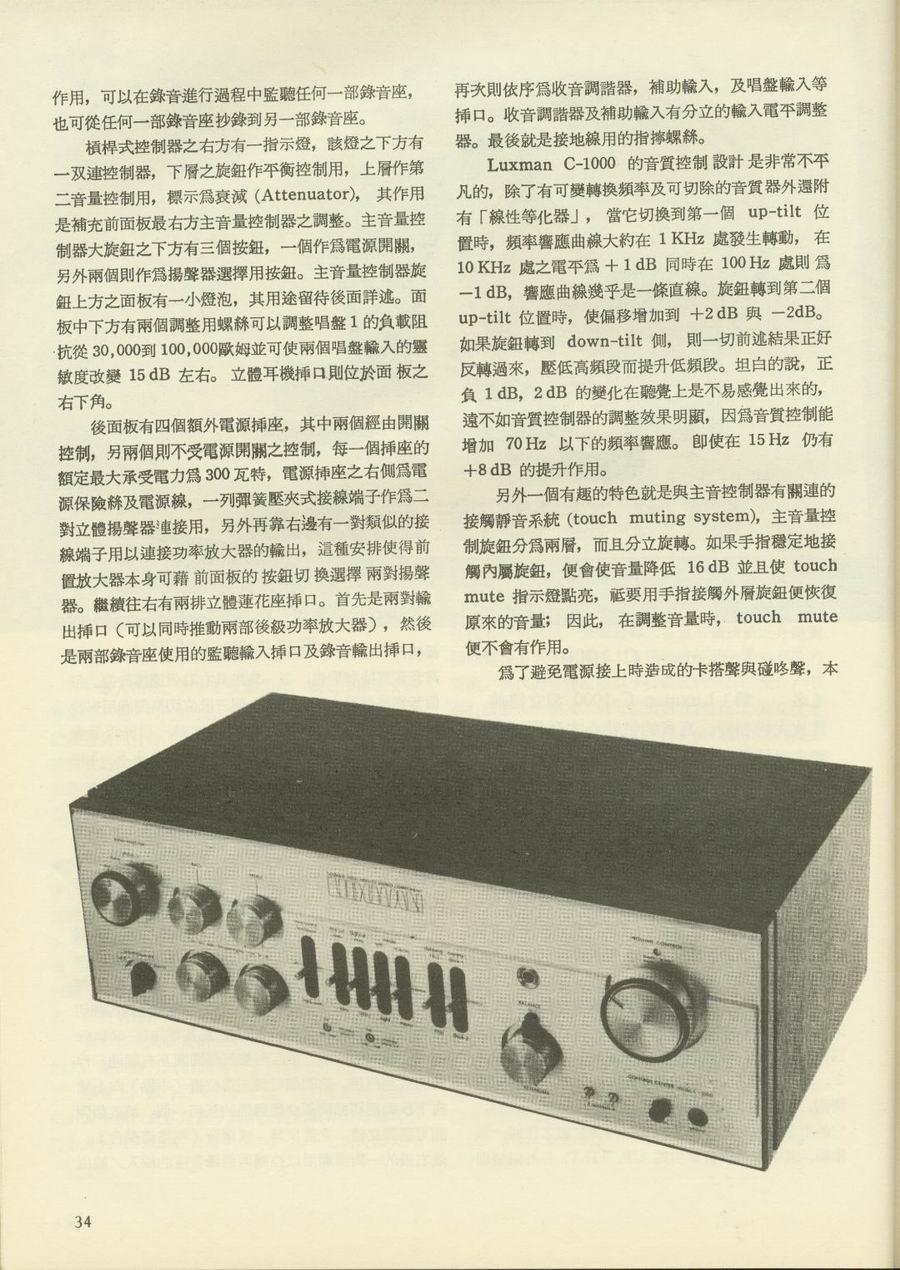 作用，可以在錄音進行過程中監聽任何一部錄音座，
也可從任何一部錄音座抄錄到另一部錄音座。
槓桿式控制器之右方有一指示燈，該燈之下方有
一双連控制器，下層之旋鈕作平衡控制用，上層作第
二音量控制用，標示爲衰減 (Attenuator)， 其作用
是補充前面板最右方主音量控制器之調整。主音量控
制器大旋鈕之下方有三個按鈕，一個作爲電源開關，
另外兩個則作爲揚聲器選擇用按鈕。主音量控制器旋
鈕上方之面板有一小燈泡，其用途留待後面詳述。面
板中下方有兩個調整用螺絲可以調整唱盤 1 的負載阻
抗從 30,000到 100,000歐姆並可使兩個唱盤輸入的靈
敏度改變 15 dB 左右。 立體耳機挿口則位於面 板之
右下角。
後面板有四個額外電源挿座，其中兩個經由開關
控制，另兩個則不受電源開關之控制，每一個挿座的
額定最大承受電力爲 300 瓦特，電源挿座之右側爲電
源保險絲及電源線，一列彈簧壓夾式接線端子作爲二
對立體揚聲器連接用，另外再靠右邊有一對類似的接
線端子用以連接功率放大器的輸出，這種安排使得前
置放大器本身可藉 前面板的 按鈕切 換選擇 兩對揚聲
器。繼續往右有兩排立體蓮花座挿口。首先是兩對輸
出挿口（可以同時推動兩部後級功率放大器），然後
是兩部錄音座使用的監聽輸入挿口及錄音輸出挿口，
再次則依序爲收音調諧器，補助輸入，及唱盤輸入等
挿口。收音調諧器及補助輸入有分立的輸入電平調整
器。最後就是接地線用的指擰螺絲。
Luxman C-1000 的音質控制 設計 是非常不平
凡的，除了有可變轉換頻率及可切除的音質器外還附
有「線性等化器」， 當它切換到第一個 up-tilt 位
置時，頻率響應曲線大約在 1 KHz 處發生轉動， 在
10 KHz 處之電平爲 + 1 dB 同時在 100 Hz 處則 爲
—1 dB，響應曲線幾乎是一條直線。旋鈕轉到第二個
up-tilt 位置時，使偏移增加到 +2 dB 與 —2dB。
如果旋鈕轉到 down-tilt 側， 則一切前述結果正好
反轉過來，壓低高頻段而提升低頻段。坦白的說，正
負 1 dB，2 dB 的變化在聽覺上是不易感覺出來的，
遠不如音質控制器的調整效果明顯，因爲音質控制能
增加 70 Hz 以下的頻率響應。即使在 15 Hz 仍有
+8 dB 的提升作用。
另外一個有趣的特色就是與主音控制器有關連的
接觸靜音系統 (touch muting system)，主音量控
制旋鈕分爲兩層，而且分立旋轉。如果手指穩定地接
觸內屬旋鈕，便會使音量降低 16 dB 並且使 touch
mute 指示燈點亮，祗要用手指接觸外層旋鈕便恢復
原來的音量； 因此， 在調整音量時， touch mute
便不會有作用。
爲了避免電源接上時造成的卡搭聲與碰咚聲，本
LUXMAN
VOLUME CONTROL
BALANCE
34